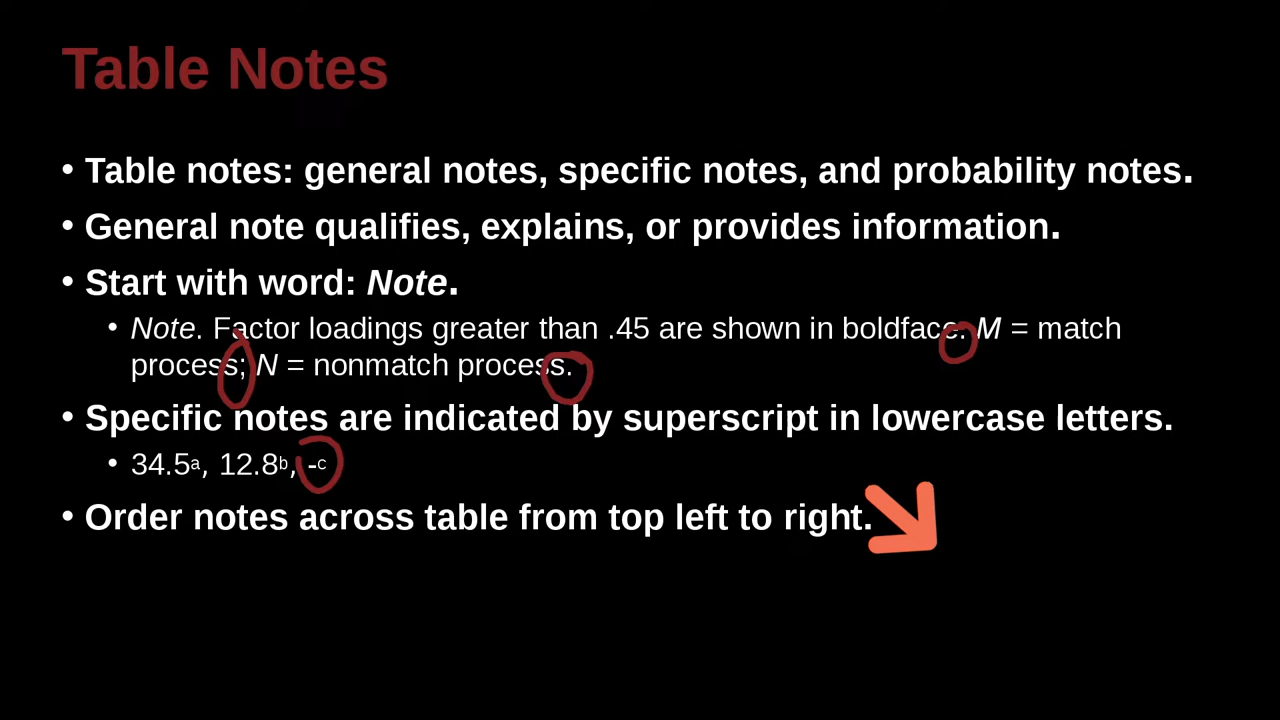 Table Notes
• Table notes: general notes, specific notes, and probability notes.
• General note qualifies, explains, or provides information.
• Start with word: Note.
• Note. Factor loadings greater than .45 are shown in boldface. M = match
process; N = nonmatch process.
• Specific notes are indicated by superscript in lowercase letters.
• 34.5ᵃ, 12.8ᵇ, -ᶜ
• Order notes across table from top left to right.